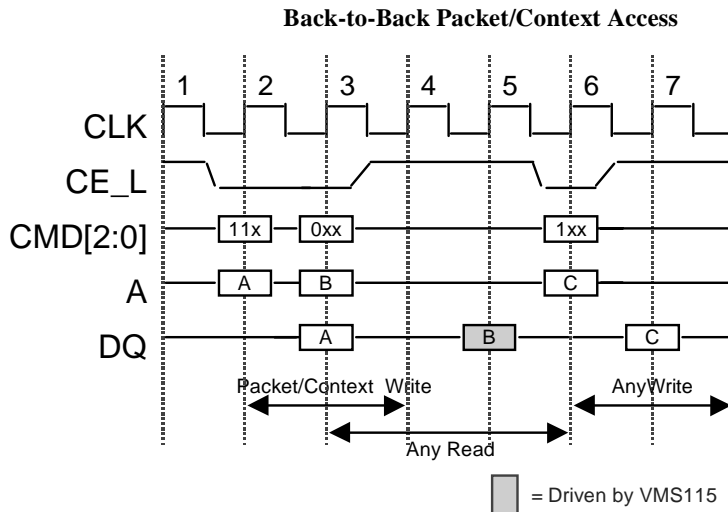 Back-to-Back Packet/Context Access
1 2 3 4 5 6 7
CLK
CE_L
CMD[2:0] 11x 0xx 1xx
A A B C
DQ A B C
Packet/Context Write AnyWrite
Any Read
= Driven by VMS115